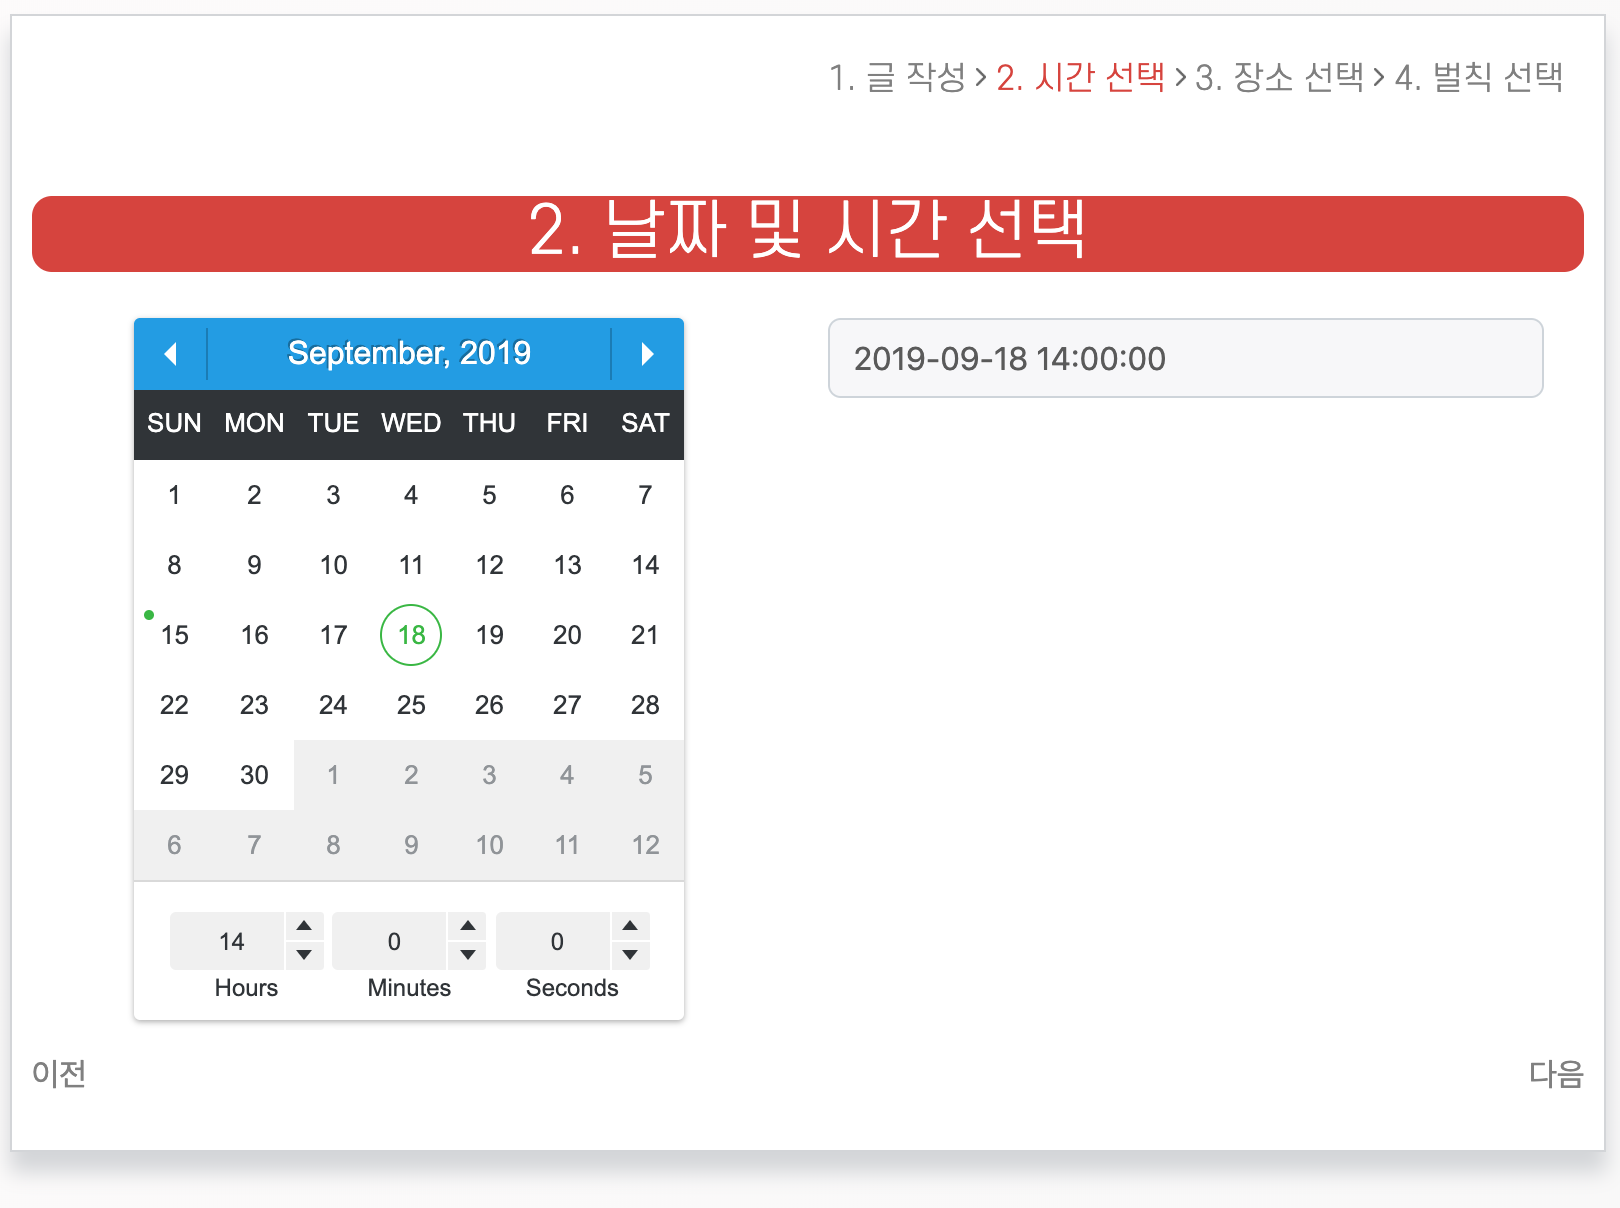 1. 글 작성 > 2. 시간 선택 > 3. 장소 선택 > 4. 벌칙 선택
2. 날짜 및 시간 선택
September, 2019
SUN MON TUE WED THU FRI SAT
1 2 3 4 5 6 7
8 9 10 11 12 13 14
15 16 17 18 19 20 21
22 23 24 25 26 27 28
29 30 1 2 3 4 5
6 7 8 9 10 11 12
14 0 0
Hours Minutes Seconds
2019-09-18 14:00:00
이전
다음